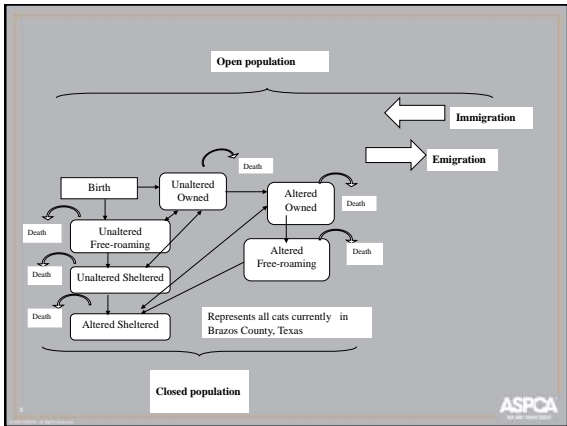 Open population
Immigration
Emigration
Death
Birth
Unaltered
Owned
Altered
Owned
Death
Death
Unaltered
Free-roaming
Altered
Free-roaming
Death
Death
Unaltered Sheltered
Death
Altered Sheltered
Represents all cats currently in
Brazos County, Texas
Closed population
ASPCA